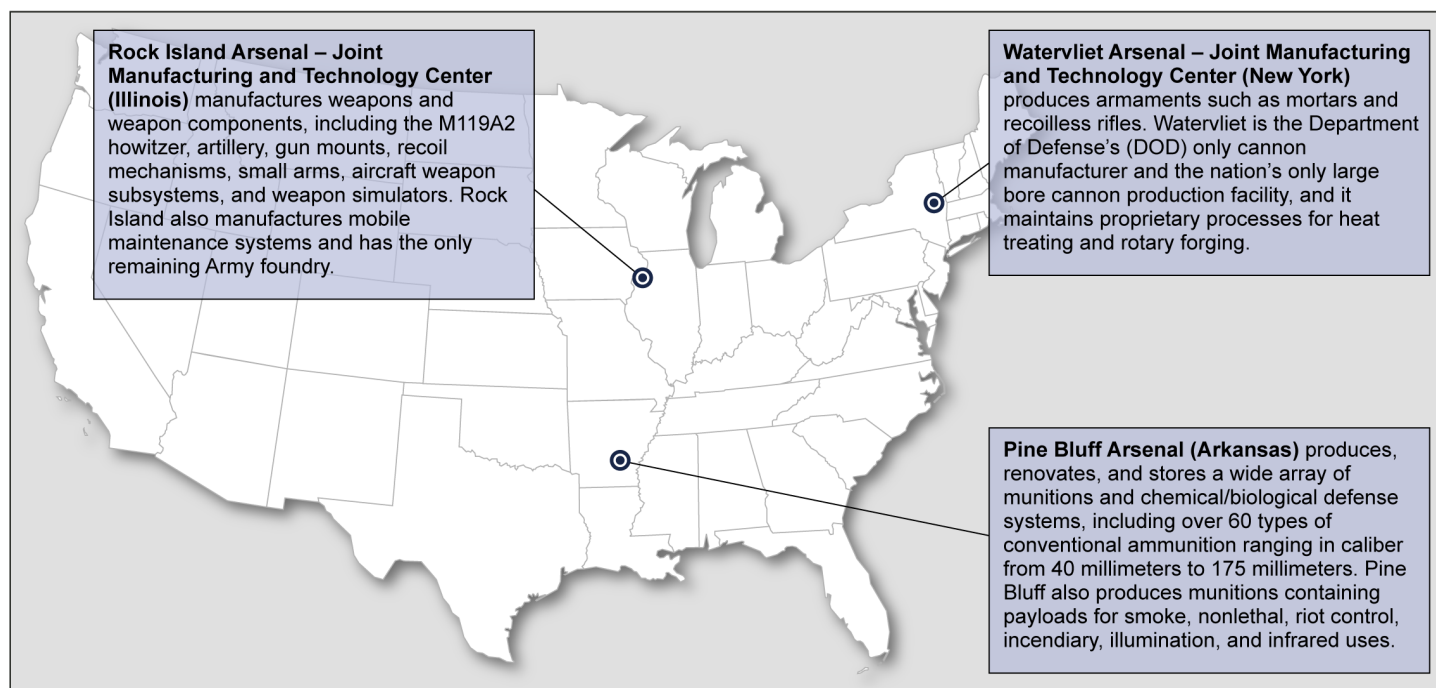 Rock Island Arsenal – Joint
Manufacturing and Technology Center
(Illinois) manufactures weapons and
weapon components, including the M119A2
howitzer, artillery, gun mounts, recoil
mechanisms, small arms, aircraft weapon
subsystems, and weapon simulators. Rock
Island also manufactures mobile
maintenance systems and has the only
remaining Army foundry.
Watervliet Arsenal – Joint Manufacturing
and Technology Center (New York)
produces armaments such as mortars and
recoilless rifles. Watervliet is the Department
of Defense’s (DOD) only cannon
manufacturer and the nation’s only large
bore cannon production facility, and it
maintains proprietary processes for heat
treating and rotary forging.
Pine Bluff Arsenal (Arkansas) produces,
renovates, and stores a wide array of
munitions and chemical/biological defense
systems, including over 60 types of
conventional ammunition ranging in caliber
from 40 millimeters to 175 millimeters. Pine
Bluff also produces munitions containing
payloads for smoke, nonlethal, riot control,
incendiary, illumination, and infrared uses.